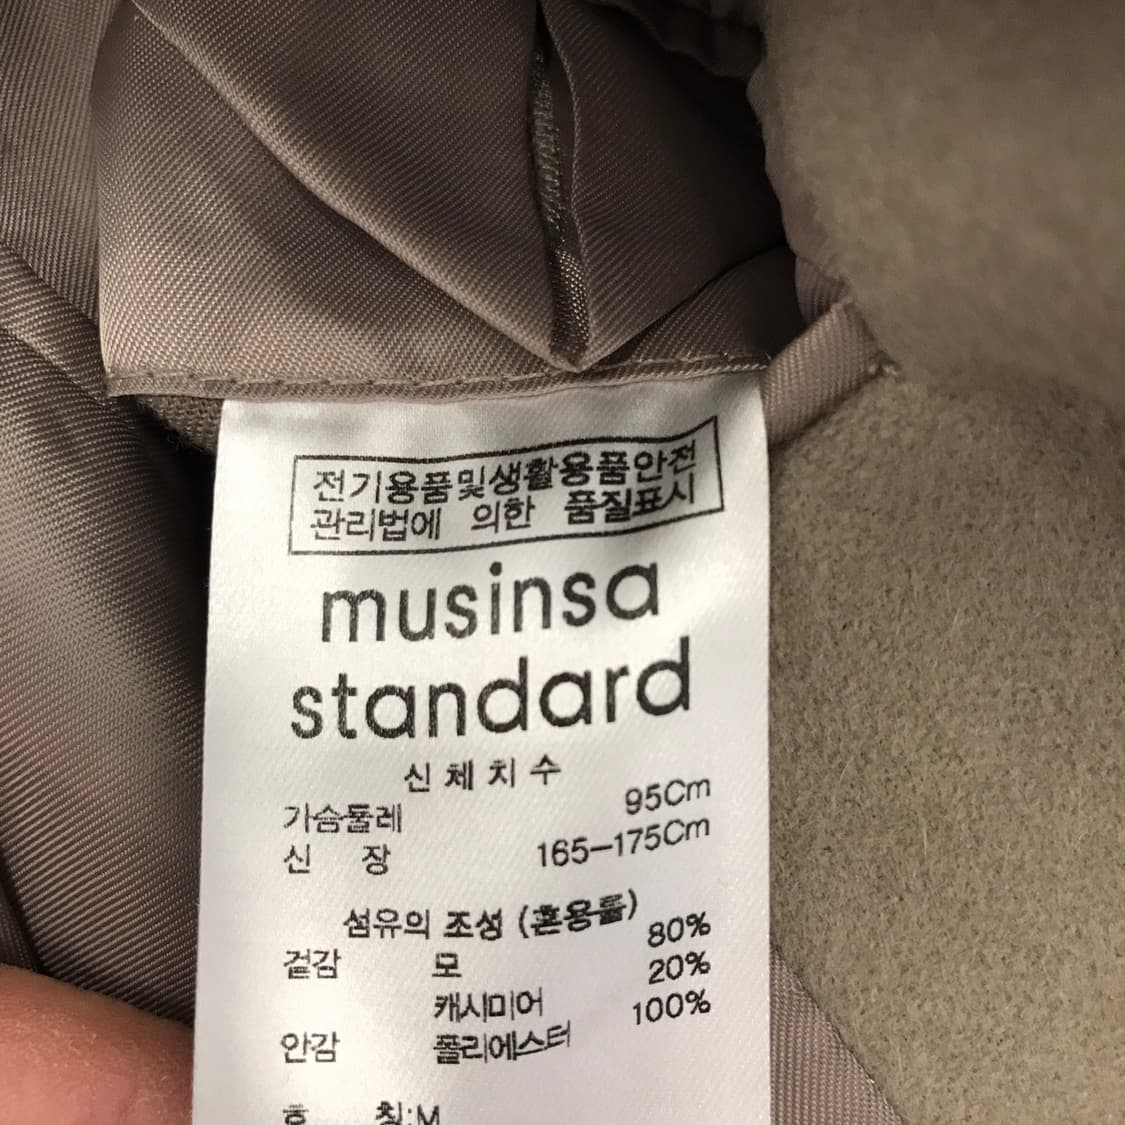 전기용품및생활용품안전
관리법에 의한 품질표시
musinsa
standard
신체치수
가슴둘레 95Cm
신 장 165-175Cm
섬유의 조성 (혼용률)
겉감 모 80%
캐시미어 20%
안감 폴리에스터 100%
호 칭:M